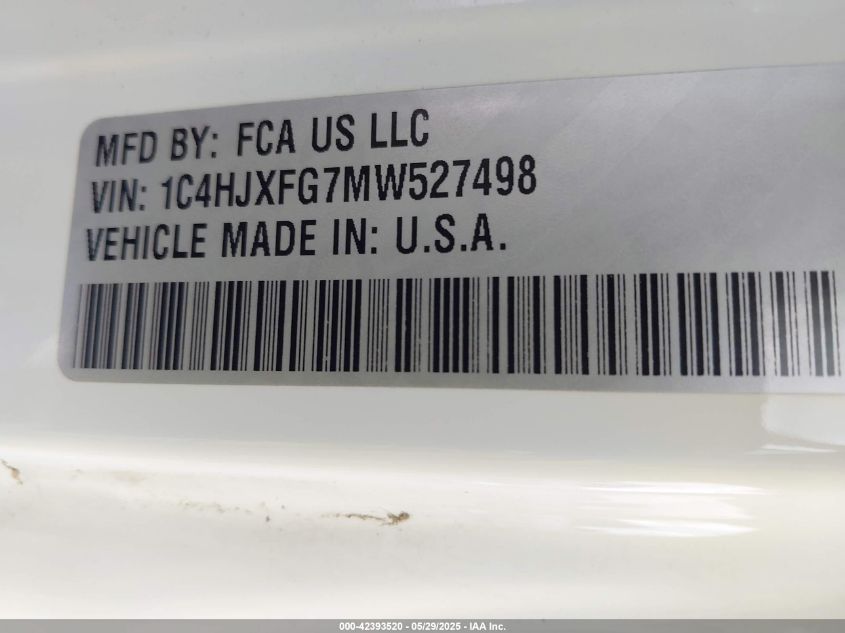 MFD BY: FCA US LLC
VIN: 1C4HJXFG7MW527498
VEHICLE MADE IN: U.S.A.
000-42393520 - 05/29/2025 - IAA Inc.